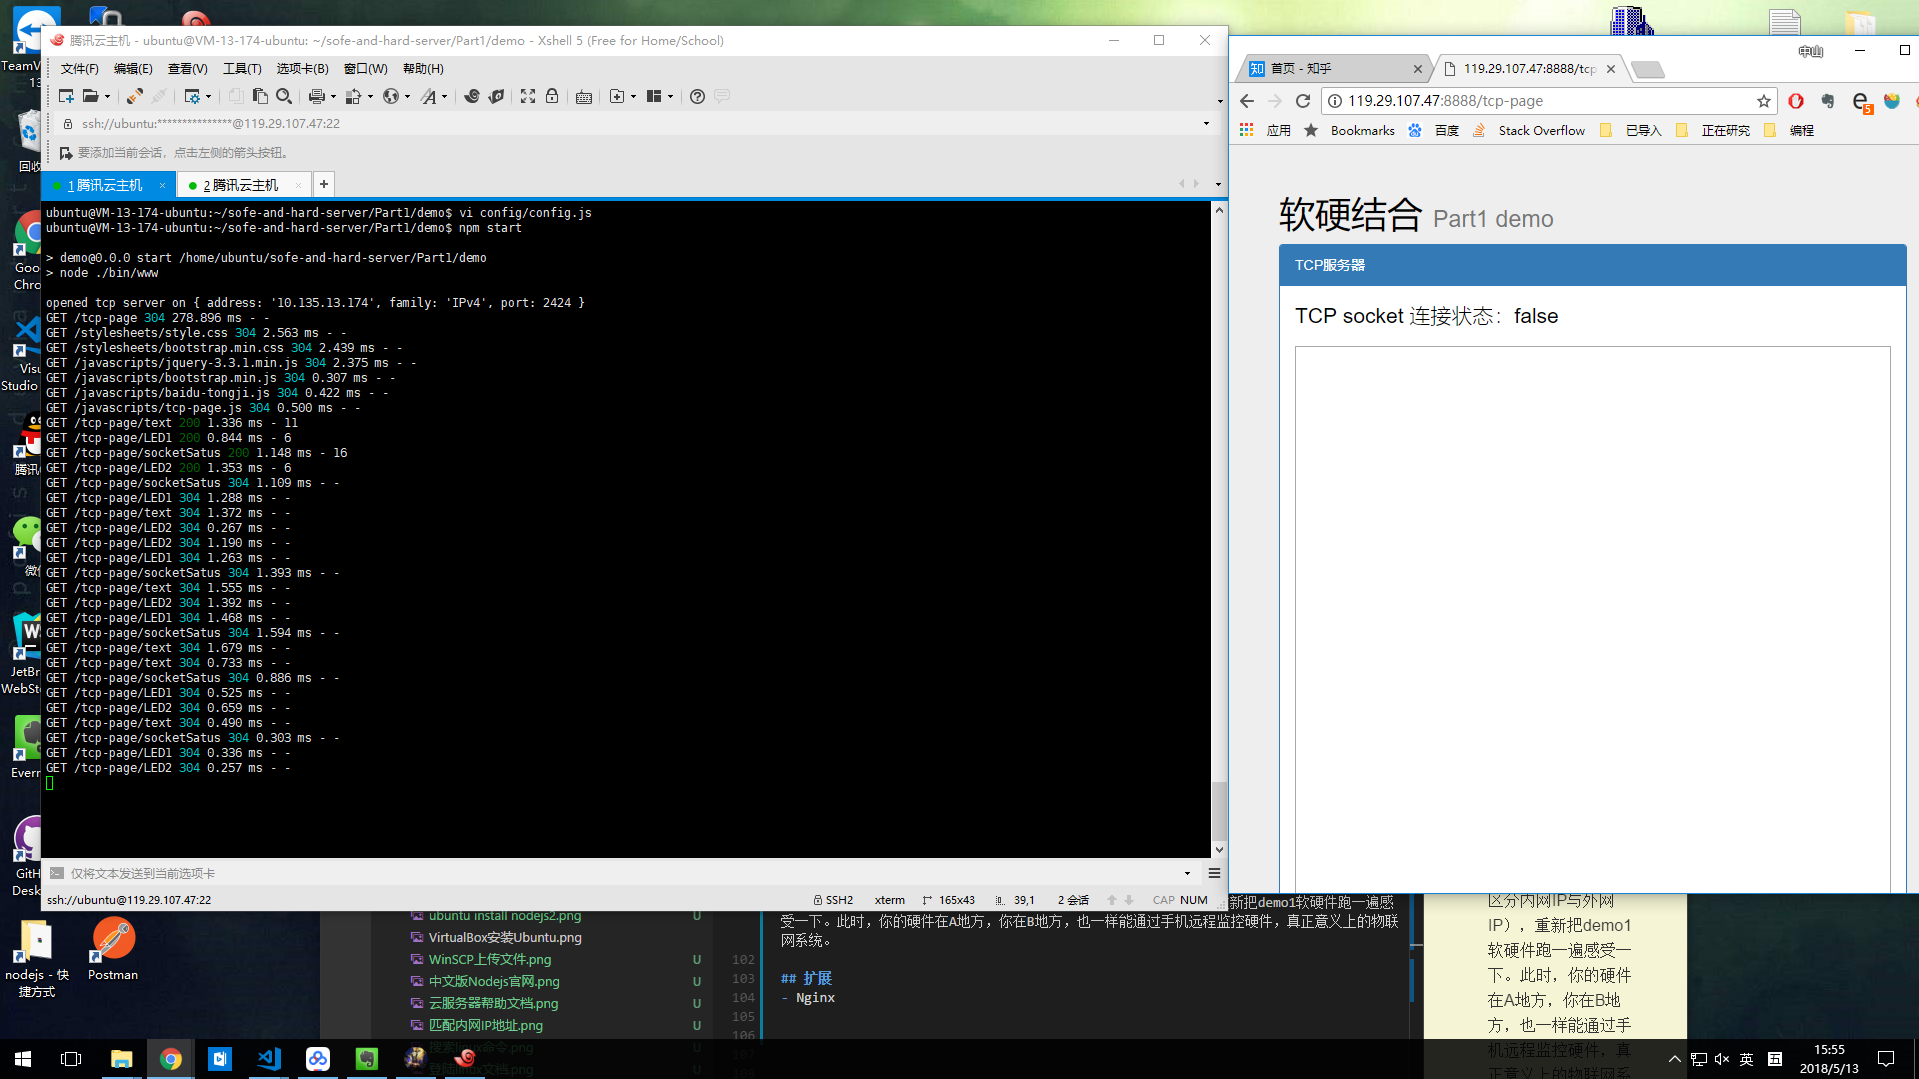 腾讯云主机 - ubuntu@VM-13-174-ubuntu: ~/sofe-and-hard-server/Part1/demo - Xshell 5 (Free for Home/School)
文件(F) 编辑(E) 查看(V) 工具(T) 选项卡(B) 窗口(W) 帮助(H)
ssh://ubuntu:***************@119.29.107.47:22
要添加当前会话，点击左侧的箭头按钮。
1 腾讯云主机
2 腾讯云主机
ubuntu@VM-13-174-ubuntu:~/sofe-and-hard-server/Part1/demo$ vi config/config.js
ubuntu@VM-13-174-ubuntu:~/sofe-and-hard-server/Part1/demo$ npm start
> demo@0.0.0 start /home/ubuntu/sofe-and-hard-server/Part1/demo
> node ./bin/www
opened tcp server on { address: '10.135.13.174', family: 'IPv4', port: 2424 }
GET /tcp-page 304 278.896 ms - -
GET /stylesheets/style.css 304 2.563 ms - -
GET /stylesheets/bootstrap.min.css 304 2.439 ms - -
GET /javascripts/jquery-3.3.1.min.js 304 2.375 ms - -
GET /javascripts/bootstrap.min.js 304 0.307 ms - -
GET /javascripts/baidu-tongji.js 304 0.422 ms - -
GET /javascripts/tcp-page.js 304 0.500 ms - -
GET /tcp-page/text 200 1.336 ms - 11
GET /tcp-page/LED1 200 0.844 ms - 6
GET /tcp-page/socketSatus 200 1.148 ms - 16
GET /tcp-page/LED2 200 1.353 ms - 6
GET /tcp-page/socketSatus 304 1.109 ms - -
GET /tcp-page/LED1 304 1.288 ms - -
GET /tcp-page/text 304 1.372 ms - -
GET /tcp-page/LED2 304 0.267 ms - -
GET /tcp-page/LED2 304 1.190 ms - -
GET /tcp-page/LED1 304 1.263 ms - -
GET /tcp-page/socketSatus 304 1.393 ms - -
GET /tcp-page/text 304 1.555 ms - -
GET /tcp-page/LED2 304 1.392 ms - -
GET /tcp-page/LED1 304 1.468 ms - -
GET /tcp-page/socketSatus 304 1.594 ms - -
GET /tcp-page/text 304 1.679 ms - -
GET /tcp-page/text 304 0.733 ms - -
GET /tcp-page/socketSatus 304 0.886 ms - -
GET /tcp-page/LED1 304 0.525 ms - -
GET /tcp-page/LED2 304 0.659 ms - -
GET /tcp-page/text 304 0.490 ms - -
GET /tcp-page/socketSatus 304 0.303 ms - -
GET /tcp-page/LED1 304 0.336 ms - -
GET /tcp-page/LED2 304 0.257 ms - -
仅将文本发送到当前选项卡
ssh://ubuntu@119.29.107.47:22
SSH2 xterm 165x43 39,1 2 会话 CAP NUM
中山
首页 - 知乎
119.29.107.47:8888/tcp
119.29.107.47:8888/tcp-page
应用 Bookmarks 百度 Stack Overflow 已导入 正在研究 编程
软硬结合 Part1 demo
TCP服务器
TCP socket 连接状态：false
TeamV
13
回收
Goo
Chro
Visu
Studio
腾讯
微信
JetBr
WebSto
Evern
GitH
Desk
nodejs - 快
捷方式
Postman
ubuntu install nodejs2.png U
VirtualBox安装Ubuntu.png
WinSCP上传文件.png U
中文版Nodejs官网.png U
云服务器帮助文档.png U
匹配内网IP地址.png U
搜索linux命令.png
登陆linux文档.png
新把demo1软硬件跑一遍感
受一下。此时，你的硬件在A地方，你在B地方，也一样能通过手机远程监控硬件，真正意义上的物联
网系统。
102
103 ## 扩展
104 - Nginx
105
106
107
108
区分内网IP与外网
IP），重新把demo1
软硬件跑一遍感受一
下。此时，你的硬件
在A地方，你在B地
方，也一样能通过手
机远程监控硬件，真
正意义上的物联网系
英
15:55
2018/5/13